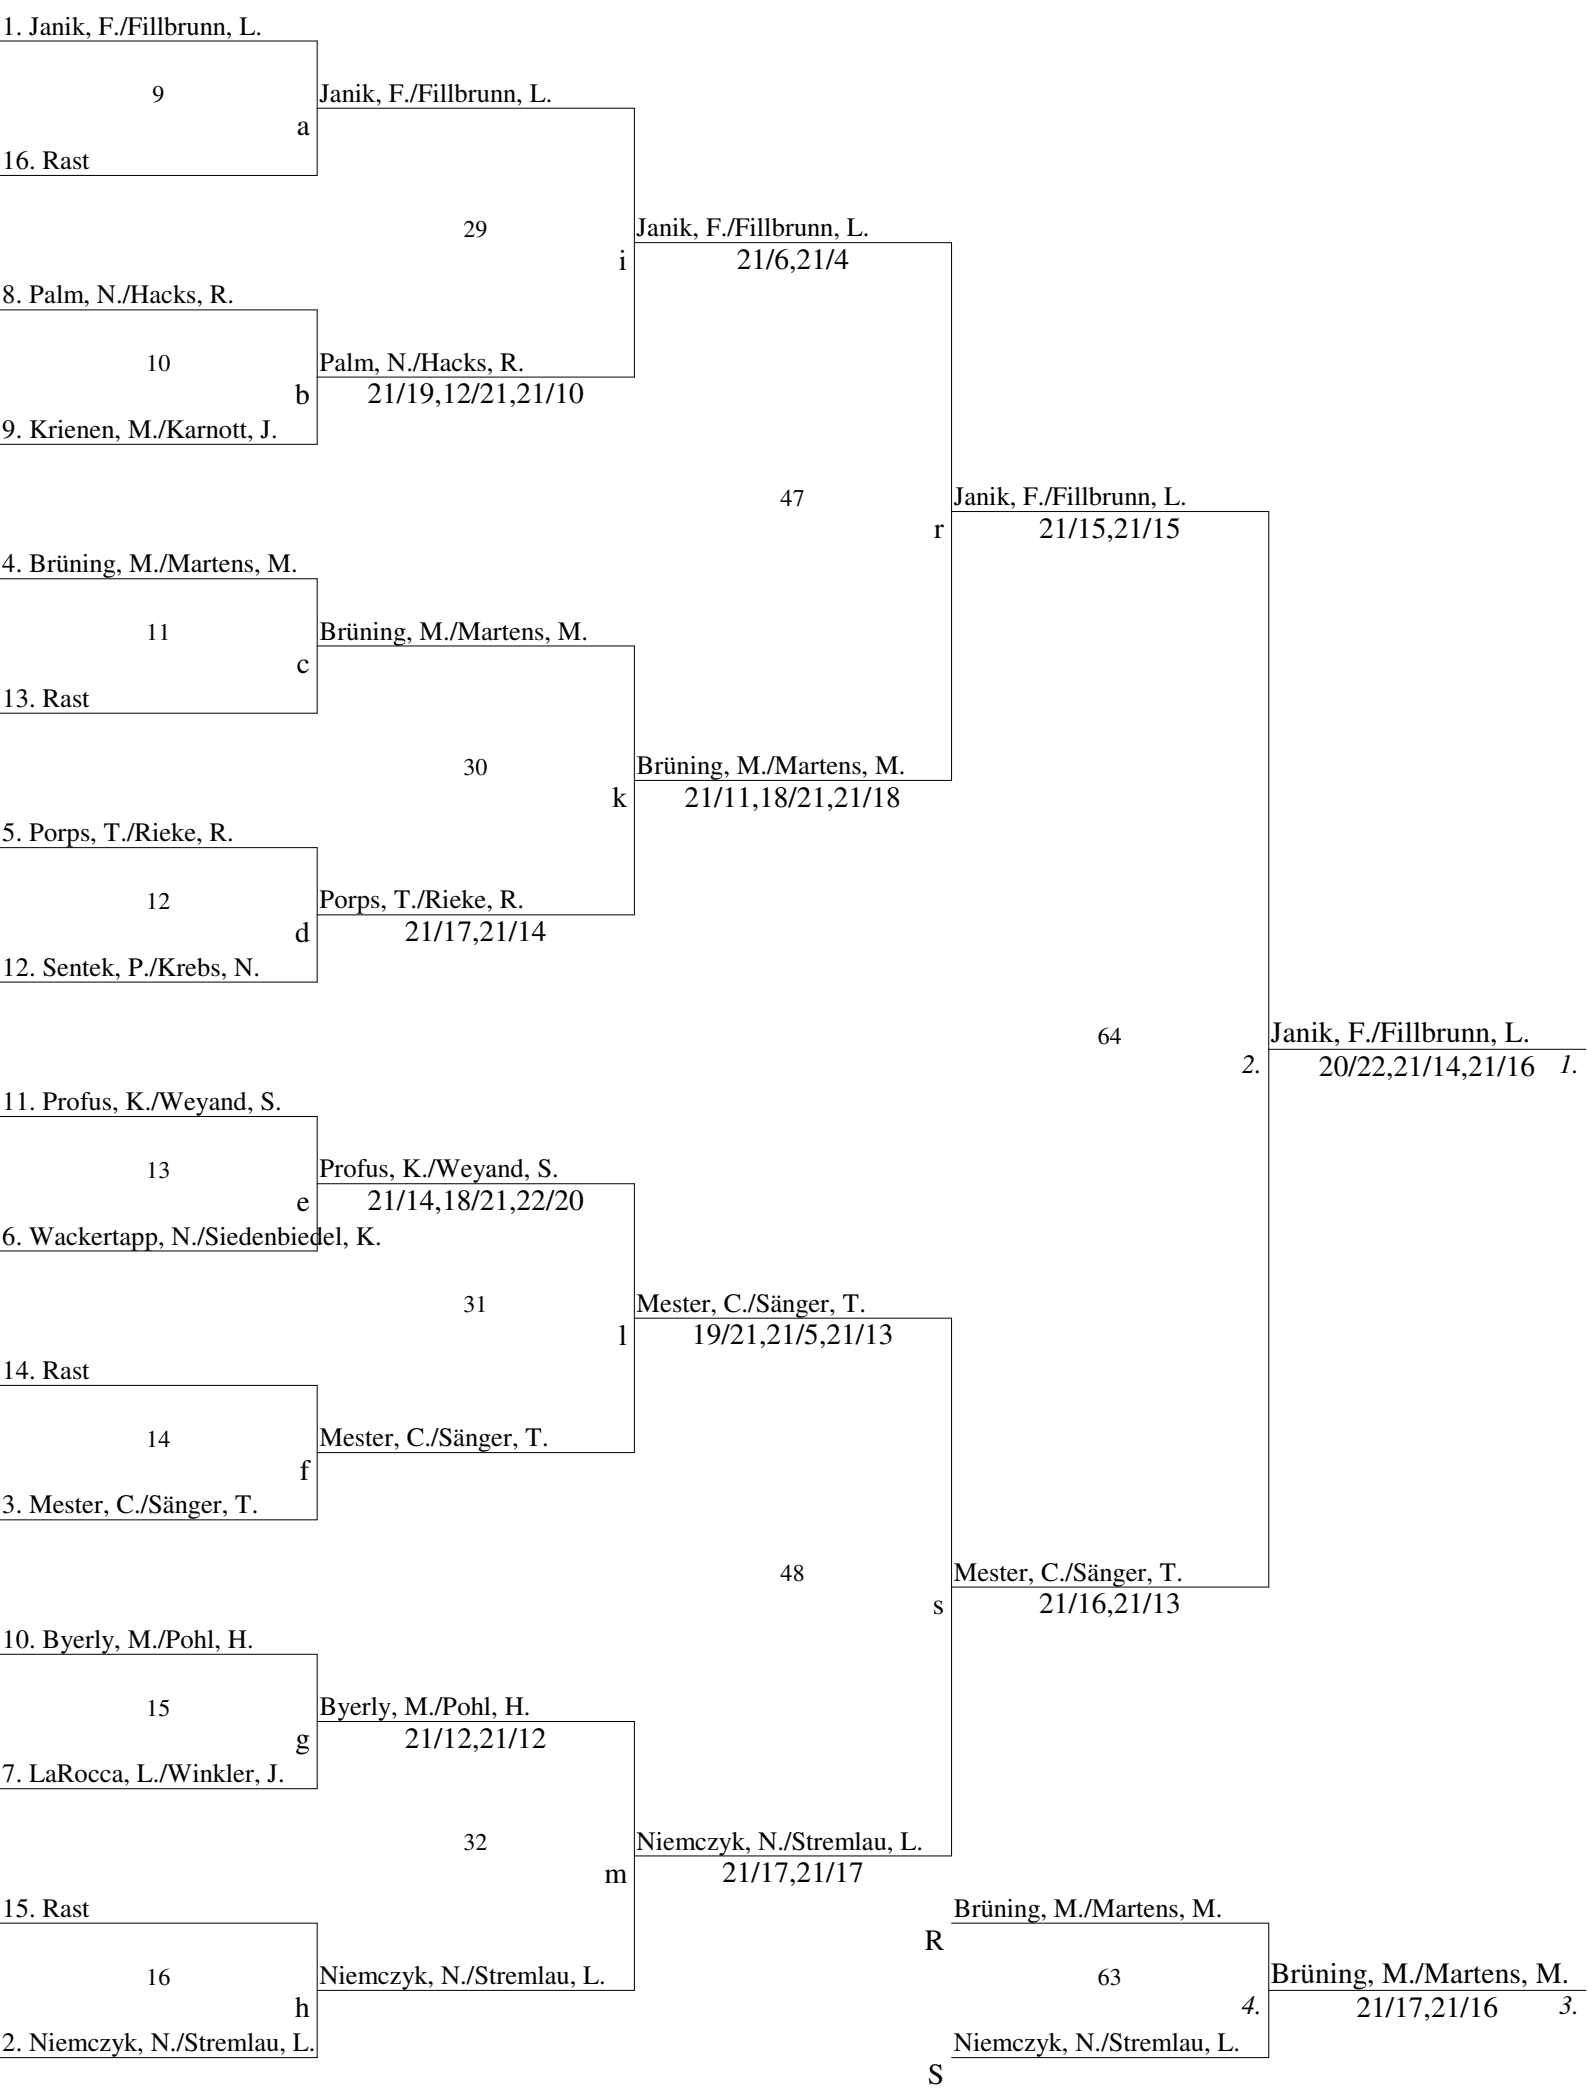 1. Janik, F./Fillbrunn, L.
9
Janik, F./Fillbrunn, L.
a
16. Rast
29
Janik, F./Fillbrunn, L.
i
21/6,21/4
8. Palm, N./Hacks, R.
10
Palm, N./Hacks, R.
b
21/19,12/21,21/10
9. Krienen, M./Karnott, J.
47
Janik, F./Fillbrunn, L.
r
21/15,21/15
4. Brüning, M./Martens, M.
11
Brüning, M./Martens, M.
c
13. Rast
30
Brüning, M./Martens, M.
k
21/11,18/21,21/18
5. Porps, T./Rieke, R.
12
Porps, T./Rieke, R.
d
21/17,21/14
12. Sentek, P./Krebs, N.
64
Janik, F./Fillbrunn, L.
2.
20/22,21/14,21/16 1.
11. Profus, K./Weyand, S.
13
Profus, K./Weyand, S.
e
21/14,18/21,22/20
6. Wackertapp, N./Siedenbiedel, K.
31
Mester, C./Sänger, T.
l
19/21,21/5,21/13
14. Rast
14
Mester, C./Sänger, T.
f
3. Mester, C./Sänger, T.
48
Mester, C./Sänger, T.
s
21/16,21/13
10. Byerly, M./Pohl, H.
15
Byerly, M./Pohl, H.
g
21/12,21/12
7. LaRocca, L./Winkler, J.
32
Niemczyk, N./Stremlau, L.
m
21/17,21/17
15. Rast
Brüning, M./Martens, M.
R
16
Niemczyk, N./Stremlau, L.
63
Brüning, M./Martens, M.
h
4.
21/17,21/16 3.
2. Niemczyk, N./Stremlau, L.
Niemczyk, N./Stremlau, L.
S